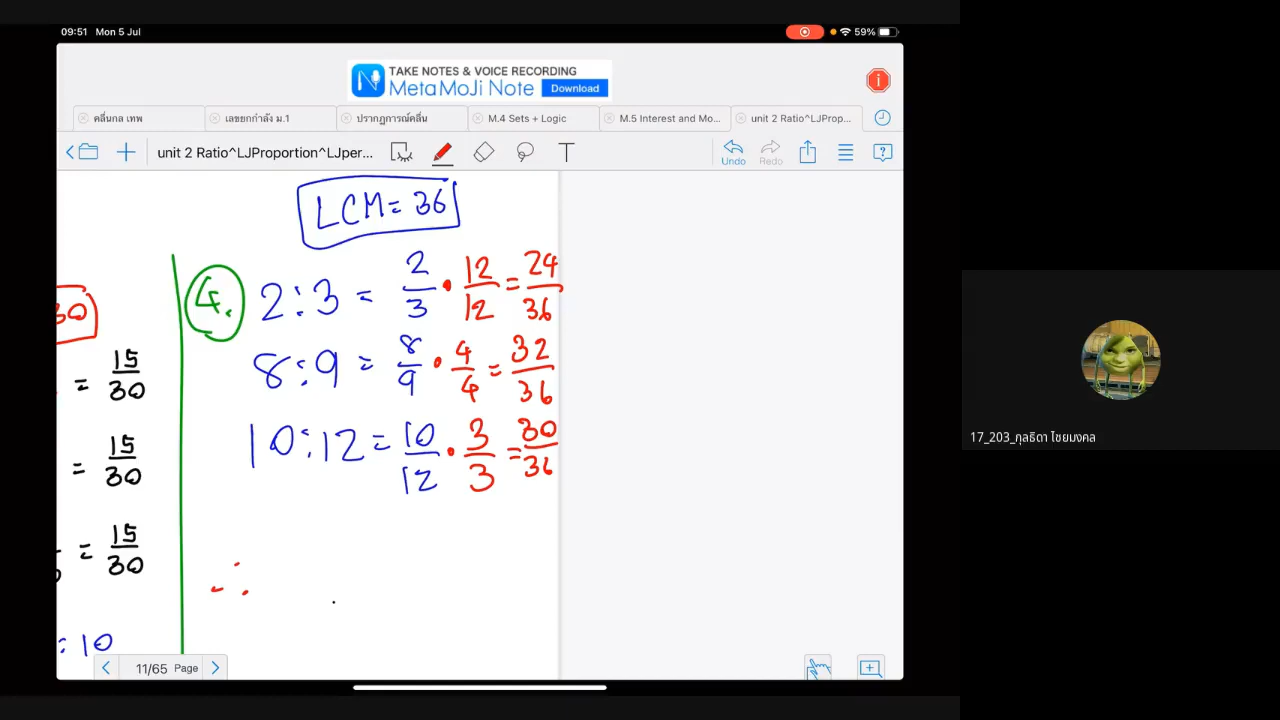 09:51 Mon 5 Jul
59%
TAKE NOTES & VOICE RECORDING
MetaMoJi Note Download
คลื่นกล เทพ
เลขยกกำลัง ม.1
ปรากฏการณ์คลื่น
M.4 Sets + Logic
M.5 Interest and Mo...
unit 2 Ratio^LJPropo...
unit 2 Ratio^LJProportion^LJper...
T
Undo
Redo
LCM = 36
30
= 15/30
= 15/30
= 15/30
: 10
4.
2 : 3 = 2/3 • 12/12 = 24/36
8 : 9 = 8/9 • 4/4 = 32/36
10 : 12 = 10/12 • 3/3 = 30/36
∴
11/65 Page
17_203_กุลธิดา ไชยมงคล